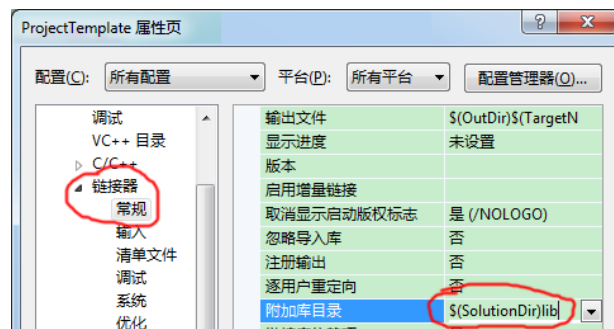 ProjectTemplate 属性页
配置(C): 所有配置 平台(P): 所有平台 配置管理器(O)...
调试
VC++ 目录
C/C++
链接器
常规
输入
清单文件
调试
系统
优化
输出文件 $(OutDir)$(TargetN
显示进度 未设置
版本
启用增量链接
取消显示启动版权标志 是 (/NOLOGO)
忽略导入库 否
注册输出 否
逐用户重定向 否
附加库目录 $(SolutionDir)lib